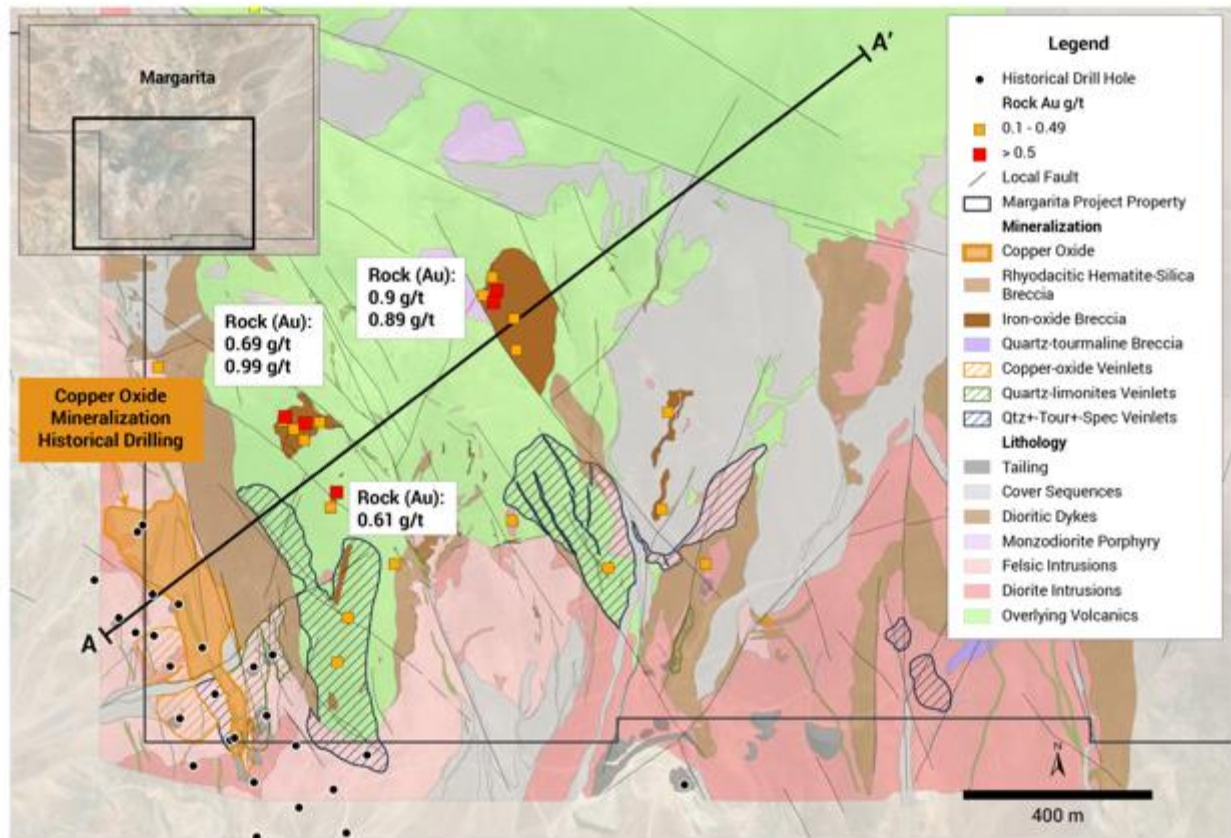 Margarita
A
A'
Rock (Au):
0.9 g/t
0.89 g/t
Rock (Au):
0.69 g/t
0.99 g/t
Copper Oxide
Mineralization
Historical Drilling
Rock (Au):
0.61 g/t
Legend
Historical Drill Hole
Rock Au g/t
0.1 - 0.49
> 0.5
Local Fault
Margarita Project Property
Mineralization
Copper Oxide
Rhyodacitic Hematite-Silica
Breccia
Iron-oxide Breccia
Quartz-tourmaline Breccia
Copper-oxide Veinlets
Quartz-limonites Veinlets
Qtz+-Tour+-Spec Veinlets
Lithology
Tailing
Cover Sequences
Dioritic Dykes
Monzodiorite Porphyry
Felsic Intrusions
Diorite Intrusions
Overlying Volcanics
N
400 m